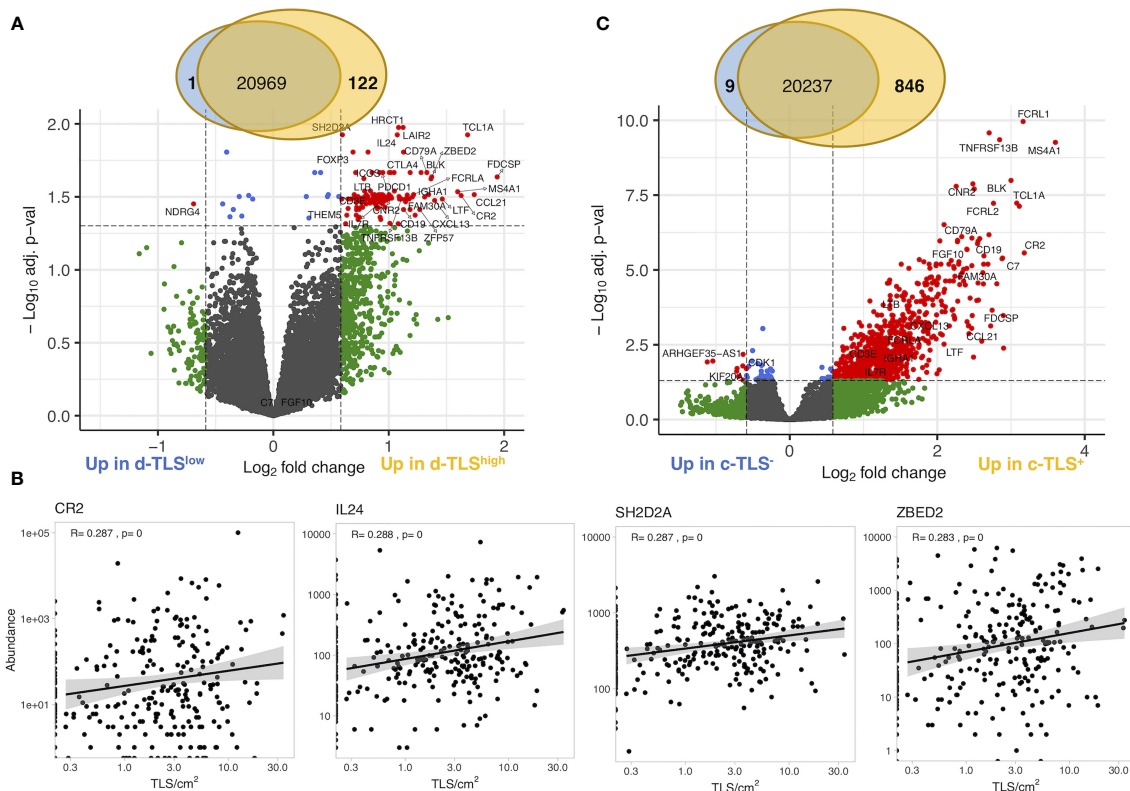 A
1
20969
122
− Log10 adj. p−val
2.0
1.5
1.0
0.5
0.0
−1
0
1
2
HRCT1
SH2D2A
LAIR2
TCL1A
IL24
CD79A
ZBED2
FOXP3
CTLA4
BLK
FDCSP
ICOS
FCRLA
LTB
PDCD1
IGHA1
MS4A1
CD3E
FAM30A
CCL21
NDRG4
THEM5
CNR2
LTF
CR2
IL7R
CD19
CXCL13
TNFRSF13B
ZFP57
C7
FGF10
Up in d-TLSlow
Log2 fold change
Up in d-TLShigh
C
9
20237
846
− Log10 adj. p−val
10.0
7.5
5.0
2.5
0.0
−2
0
2
4
FCRL1
TNFRSF13B
MS4A1
CNR2
BLK
TCL1A
FCRL2
CD79A
CD19
CR2
FGF10
C7
FAM30A
LTB
FDCSP
CXCL13
CCL21
FCRLA
LTF
CD3E
IGHA1
IL7R
ARHGEF35−AS1
CDK1
KIF20A
Up in c-TLS-
Log2 fold change
Up in c-TLS+
B
Abundance
CR2
R= 0.287 , p= 0
1e+05
1e+03
1e+01
0.3
1.0
3.0
10.0
30.0
TLS/cm2
IL24
R= 0.288 , p= 0
10000
1000
100
10
0.3
1.0
3.0
10.0
30.0
TLS/cm2
SH2D2A
R= 0.287 , p= 0
10000
1000
100
0.3
1.0
3.0
10.0
30.0
TLS/cm2
ZBED2
R= 0.283 , p= 0
10000
1000
100
10
1
0.3
1.0
3.0
10.0
30.0
TLS/cm2